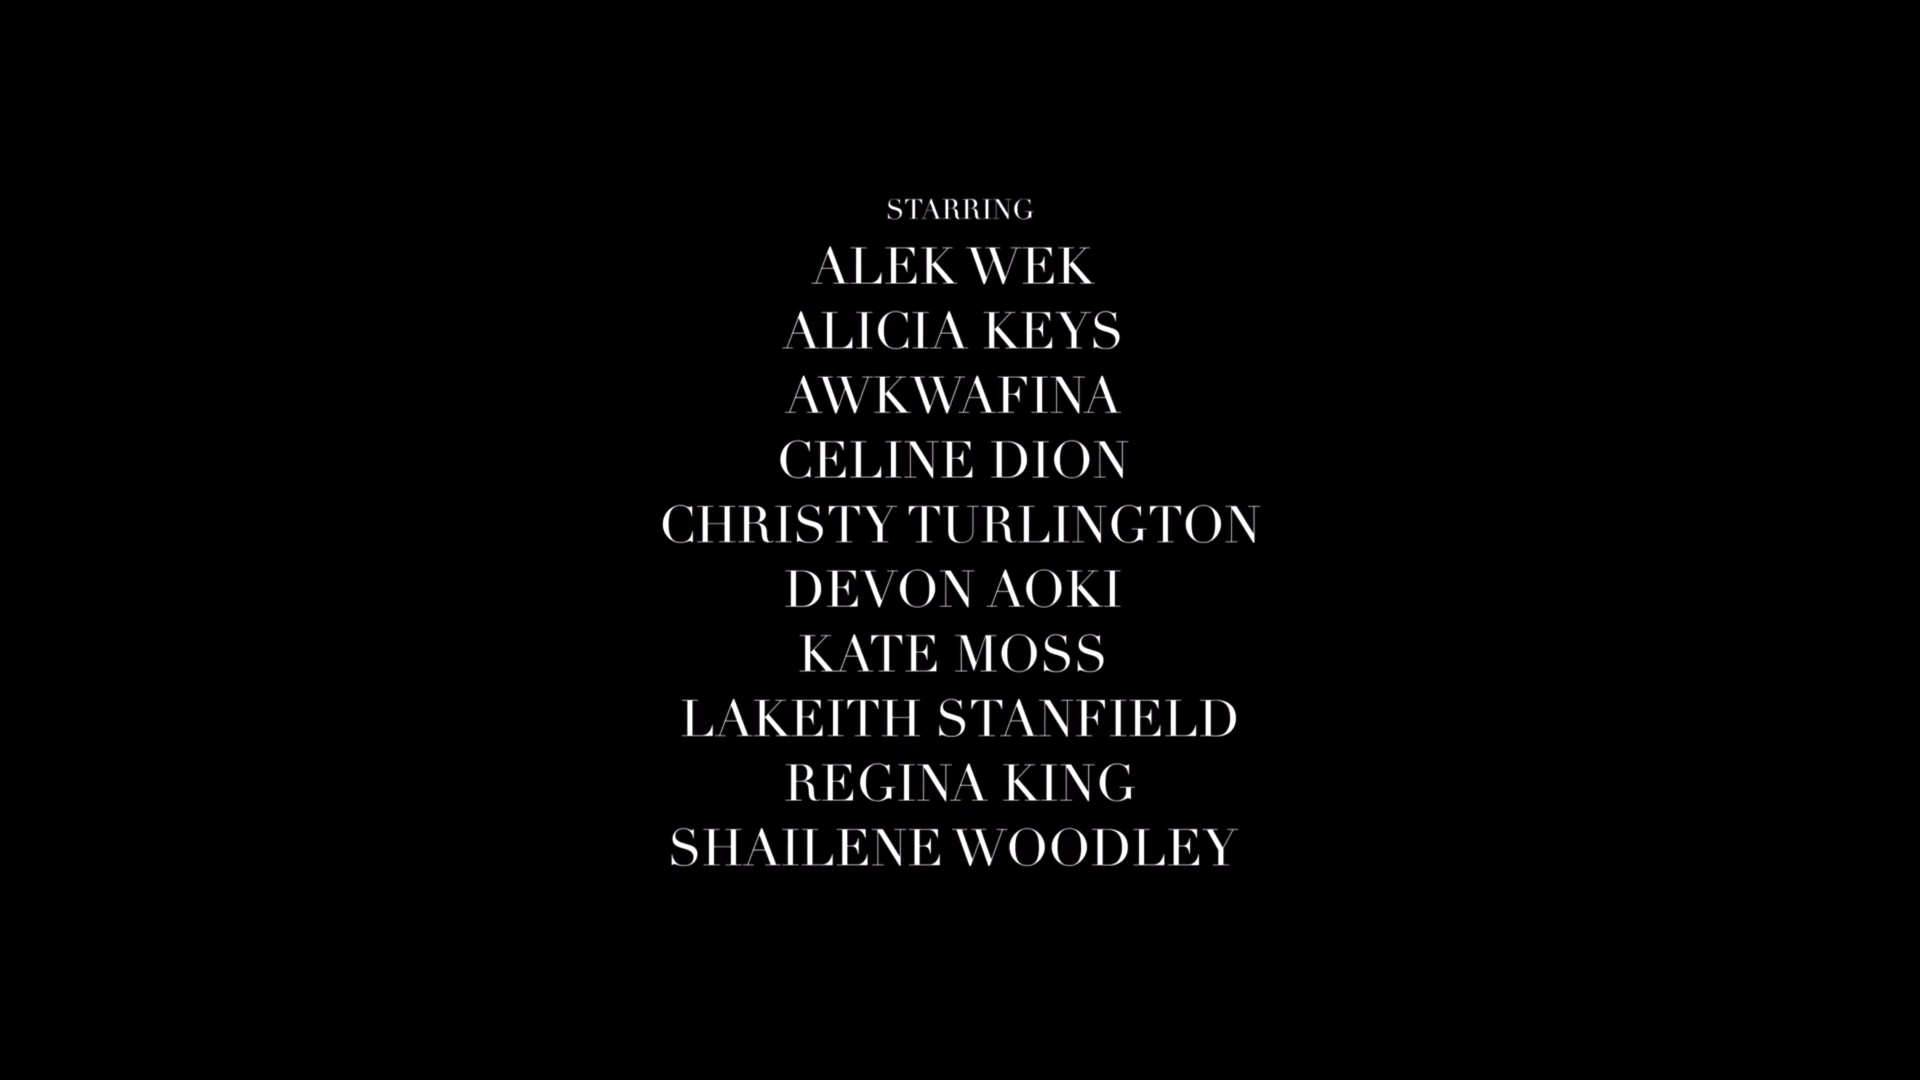 STARRING
ALEK WEK
ALICIA KEYS
AWKWAFINA
CELINE DION
CHRISTY TURLINGTON
DEVON AOKI
KATE MOSS
LAKEITH STANFIELD
REGINA KING
SHAILENE WOODLEY